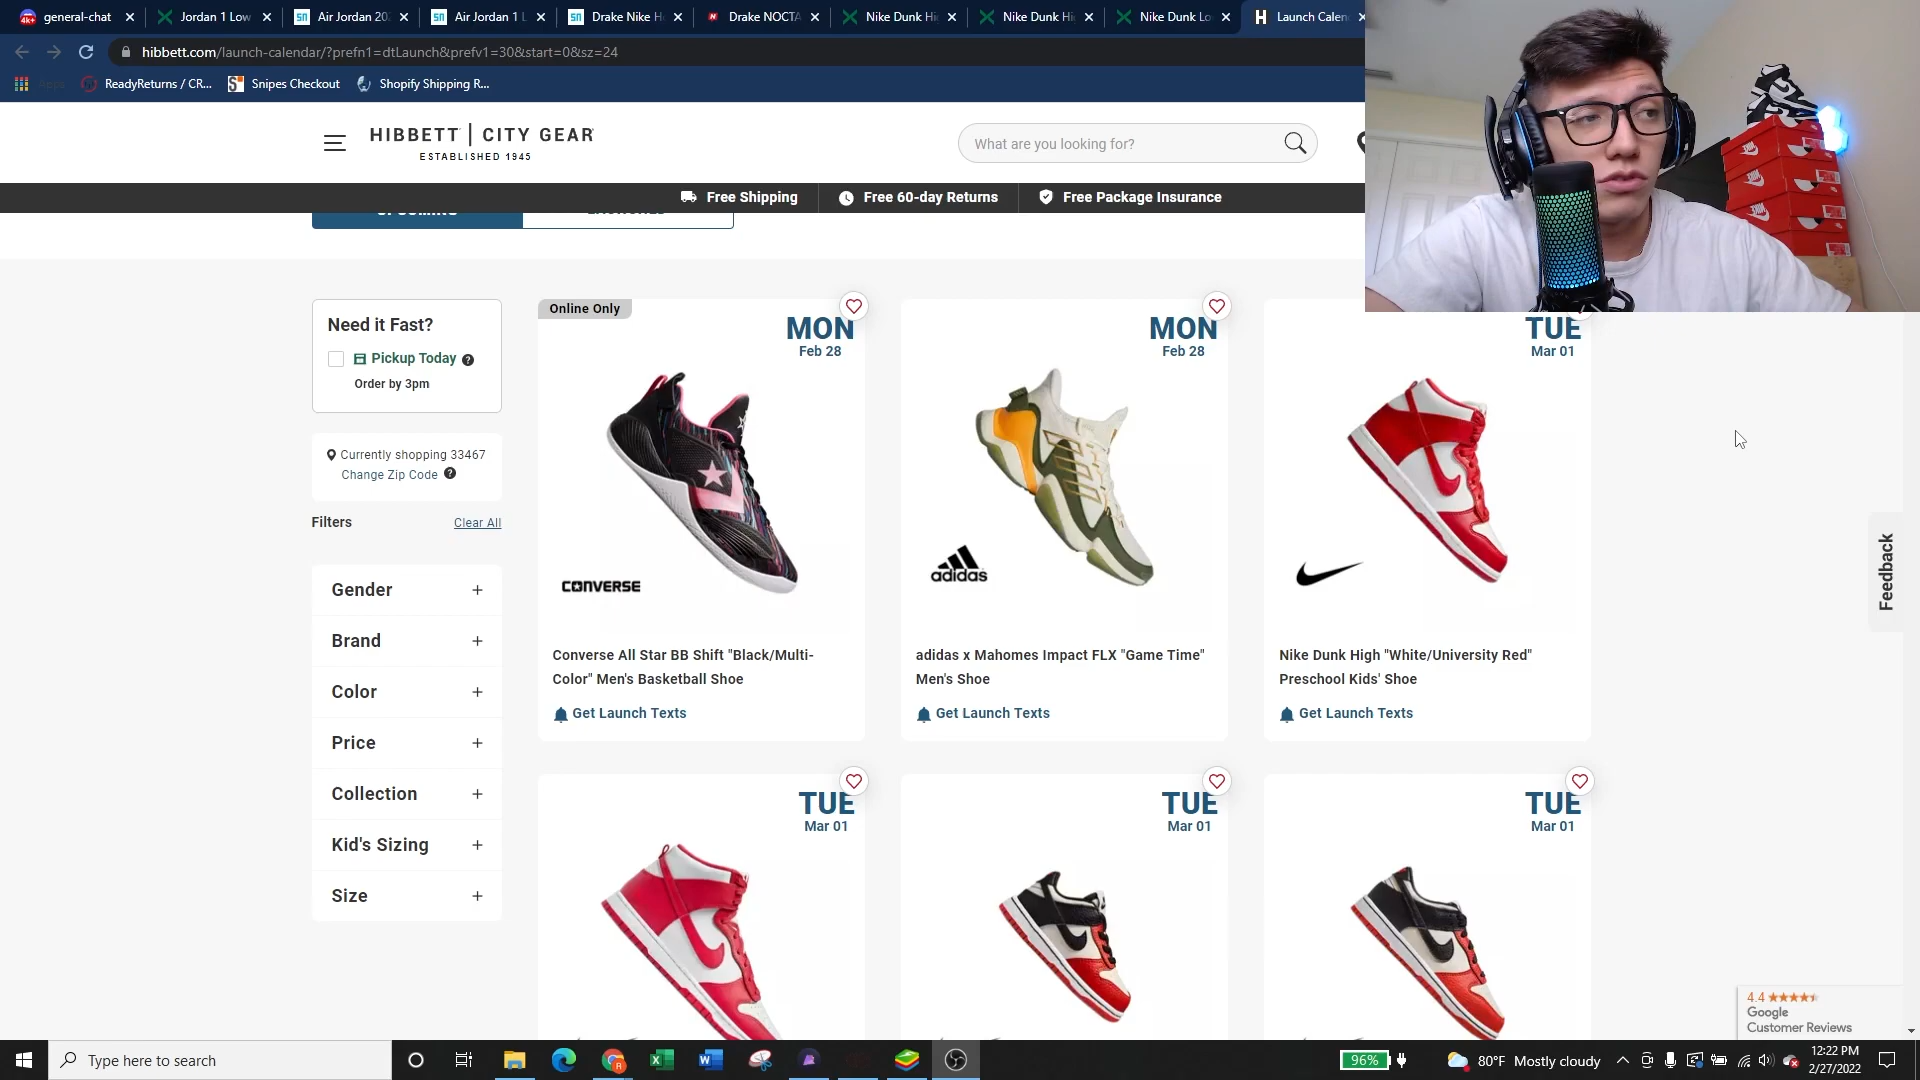 general-chat
Jordan 1 Low
Air Jordan 20
Air Jordan 1 L
Drake Nike H
Drake NOCTA
Nike Dunk Hi
Nike Dunk Hi
Nike Dunk Lo
Launch Calen
hibbett.com/launch-calendar/?prefn1=dtLaunch&prefv1=30&start=0&sz=24
Apps
ReadyReturns / CR...
Snipes Checkout
Shopify Shipping R...
HIBBETT | CITY GEAR
ESTABLISHED 1945
What are you looking for?
Free Shipping
Free 60-day Returns
Free Package Insurance
UPCOMING
LAUNCHED
Need it Fast?
Pickup Today ?
Order by 3pm
Currently shopping 33467
Change Zip Code ?
Filters
Clear All
Gender +
Brand +
Color +
Price +
Collection +
Kid's Sizing +
Size +
Online Only
MON
Feb 28
CONVERSE
Converse All Star BB Shift "Black/Multi-
Color" Men's Basketball Shoe
Get Launch Texts
MON
Feb 28
adidas
adidas x Mahomes Impact FLX "Game Time"
Men's Shoe
Get Launch Texts
TUE
Mar 01
Nike Dunk High "White/University Red"
Preschool Kids' Shoe
Get Launch Texts
TUE
Mar 01
TUE
Mar 01
TUE
Mar 01
Feedback
4.4
Google
Customer Reviews
Type here to search
96%
80°F Mostly cloudy
12:22 PM
2/27/2022